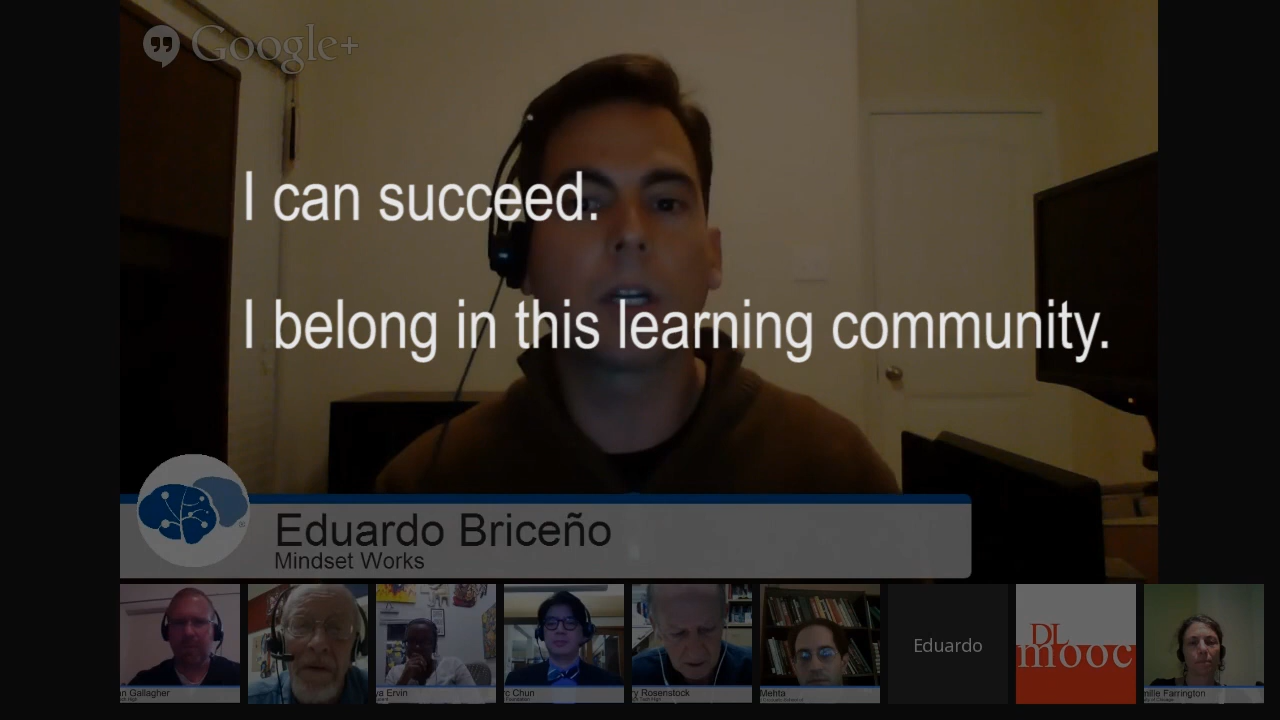 Google+
I can succeed.
I belong in this learning community.
Eduardo Briceño
Mindset Works
Gallagher
Ervin
Chun
Rosenstock
Mehta
Eduardo
DL
mooc
Farrington